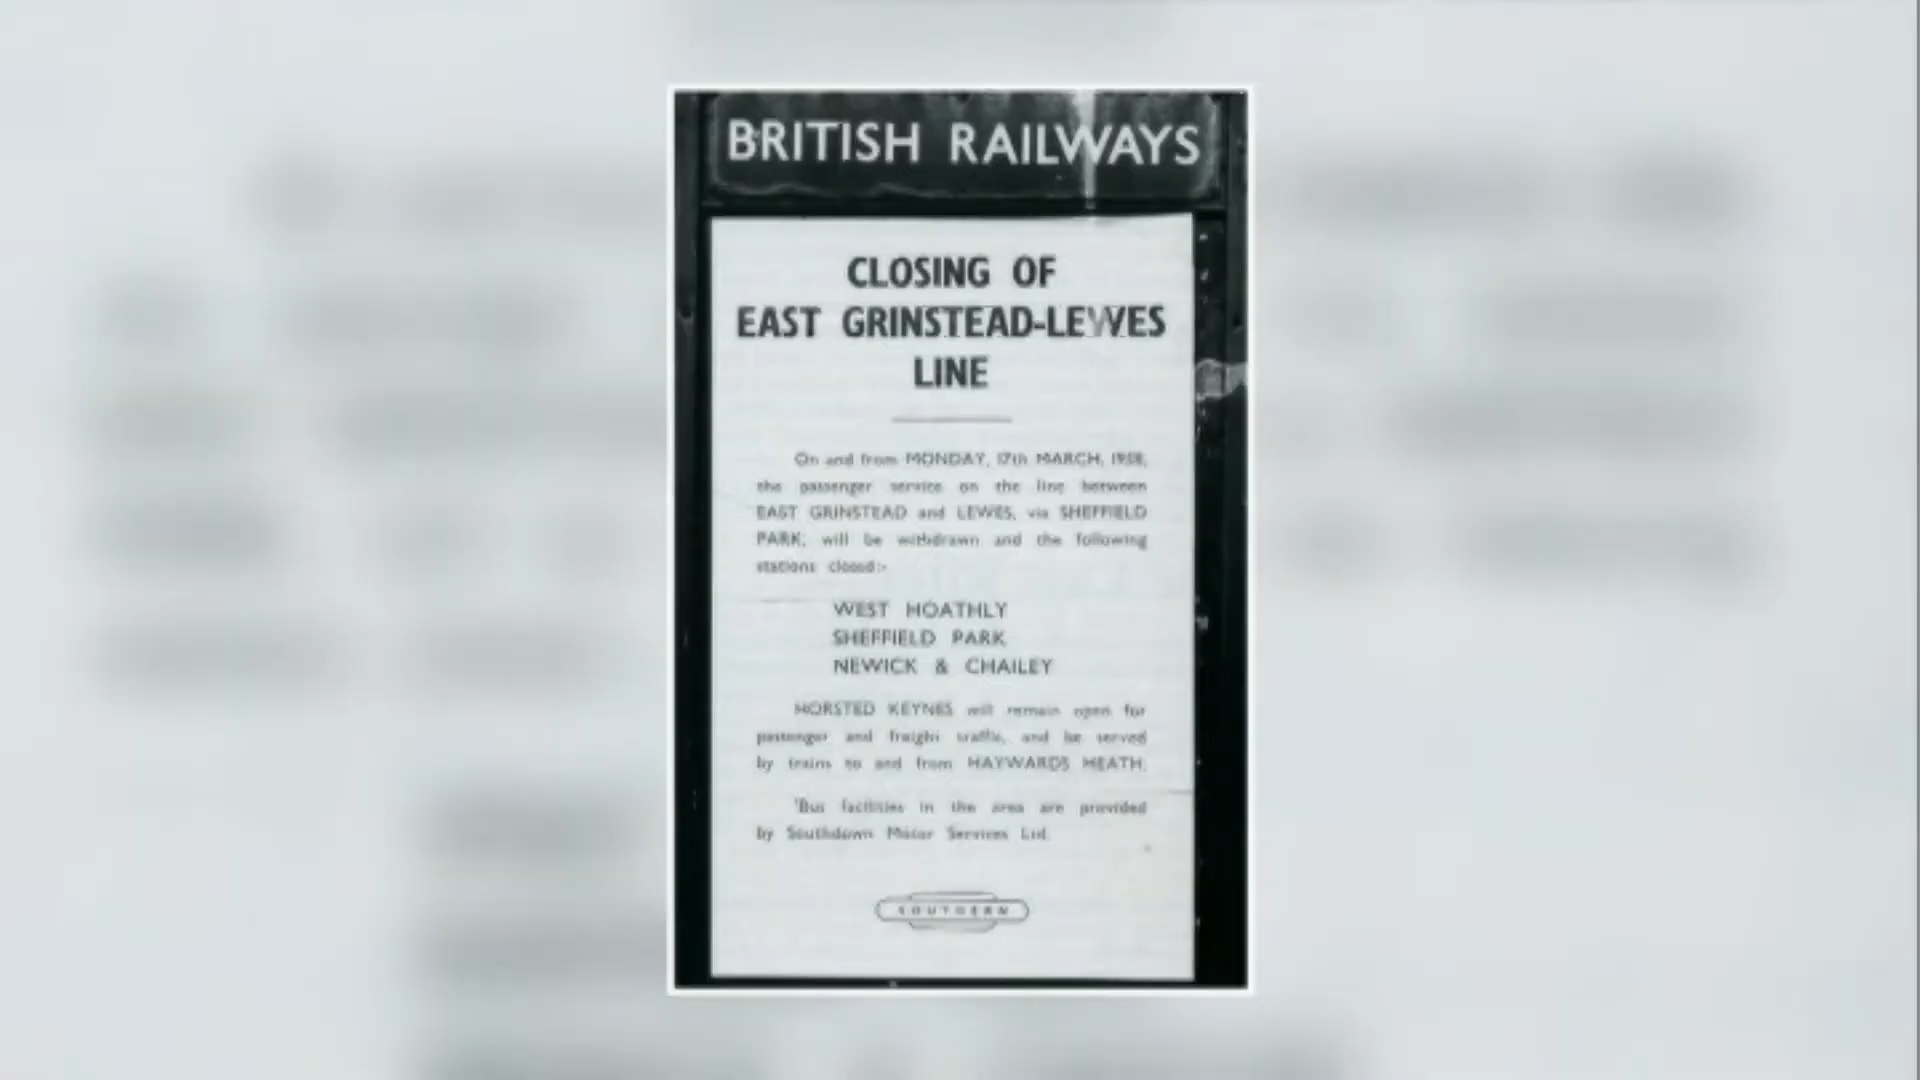 BRITISH RAILWAYS
CLOSING OF
EAST GRINSTEAD-LEWES
LINE
On and from MONDAY, 17th MARCH, 1958,
the passenger service on the line between
EAST GRINSTEAD and LEWES, via SHEFFIELD
PARK, will be withdrawn and the following
stations closed:-
WEST HOATHLY
SHEFFIELD PARK
NEWICK & CHAILEY
HORSTED KEYNES will remain open for
passenger and freight traffic, and be served
by trains to and from HAYWARDS HEATH.
'Bus facilities in the area are provided
by Southdown Motor Services Ltd.
SOUTHERN